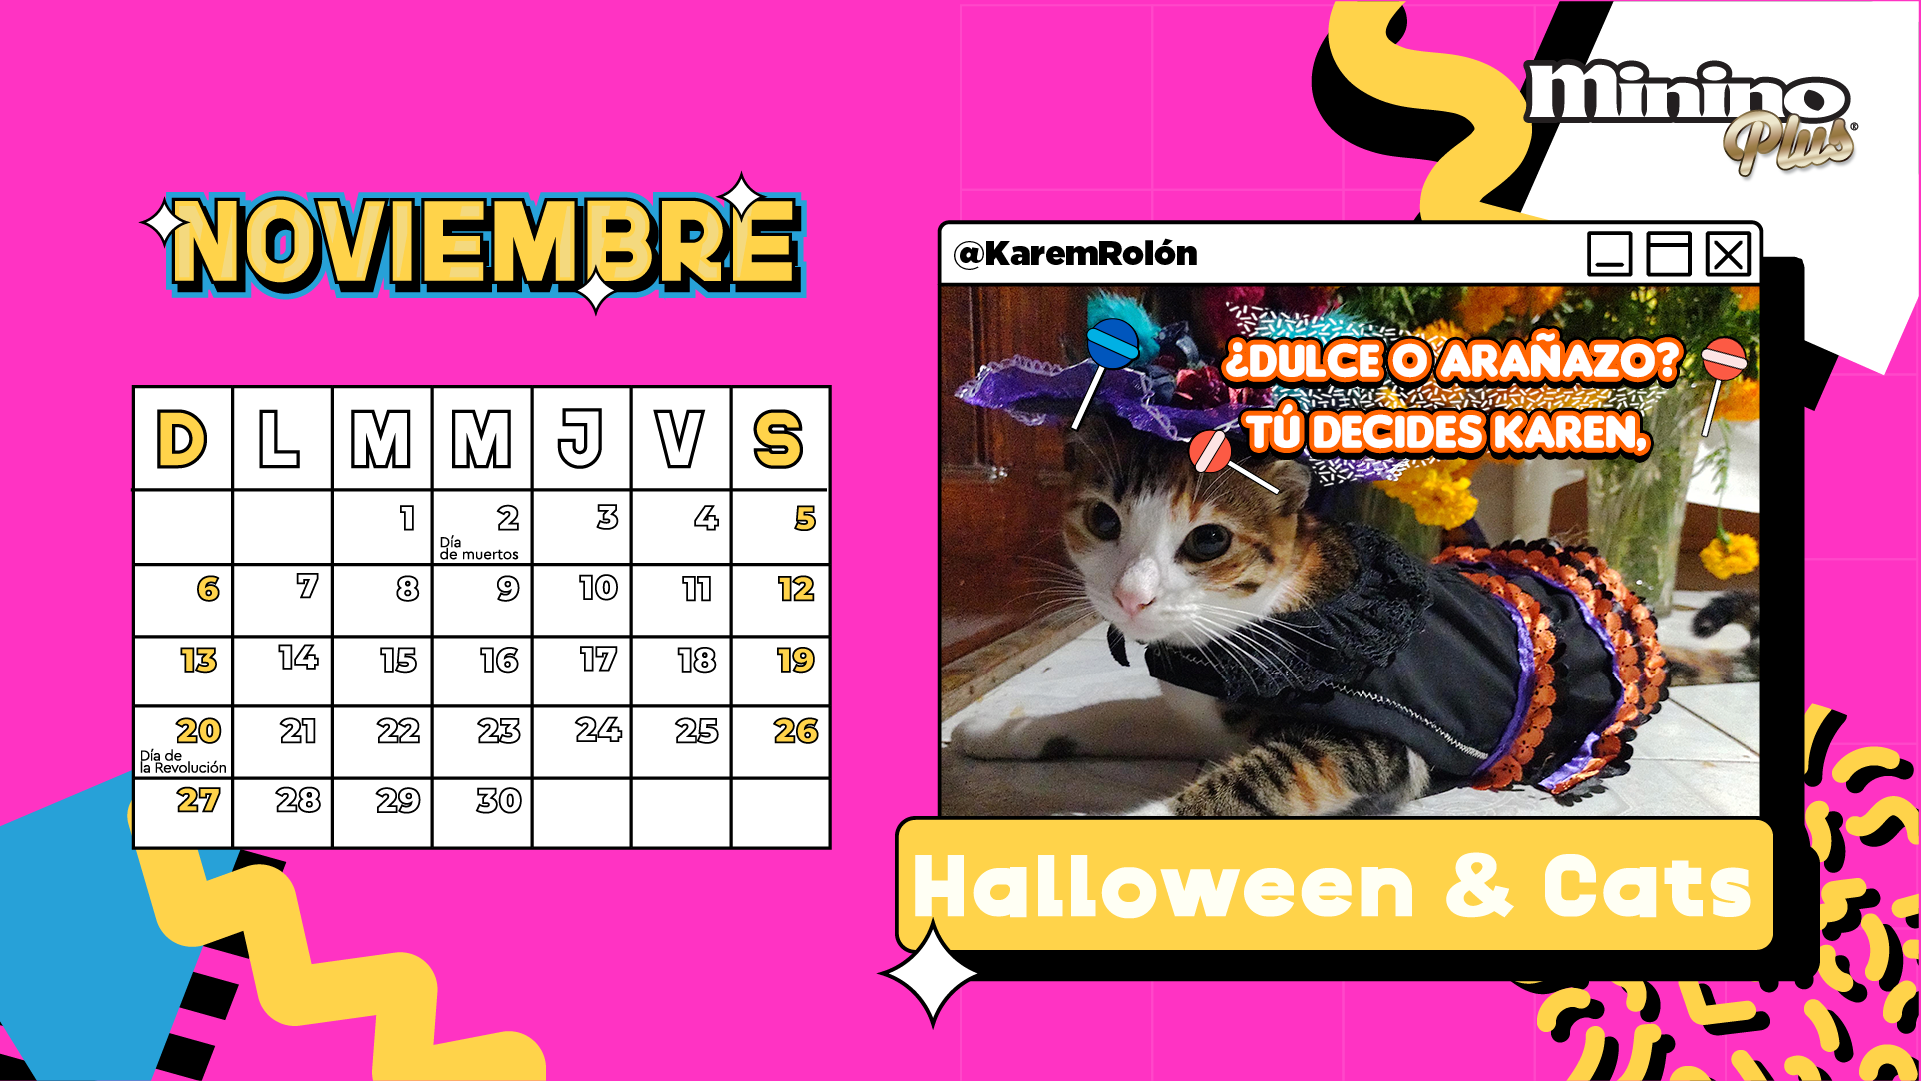 NOVIEMBRE
D L M M J V S
1 2 3 4 5
Día
de muertos
6 7 8 9 10 11 12
13 14 15 16 17 18 19
20 21 22 23 24 25 26
Día de
la Revolución
27 28 29 30
minino
Plus®
@KaremRolón
¿DULCE O ARAÑAZO?
TÚ DECIDES KAREN,
Halloween & Cats